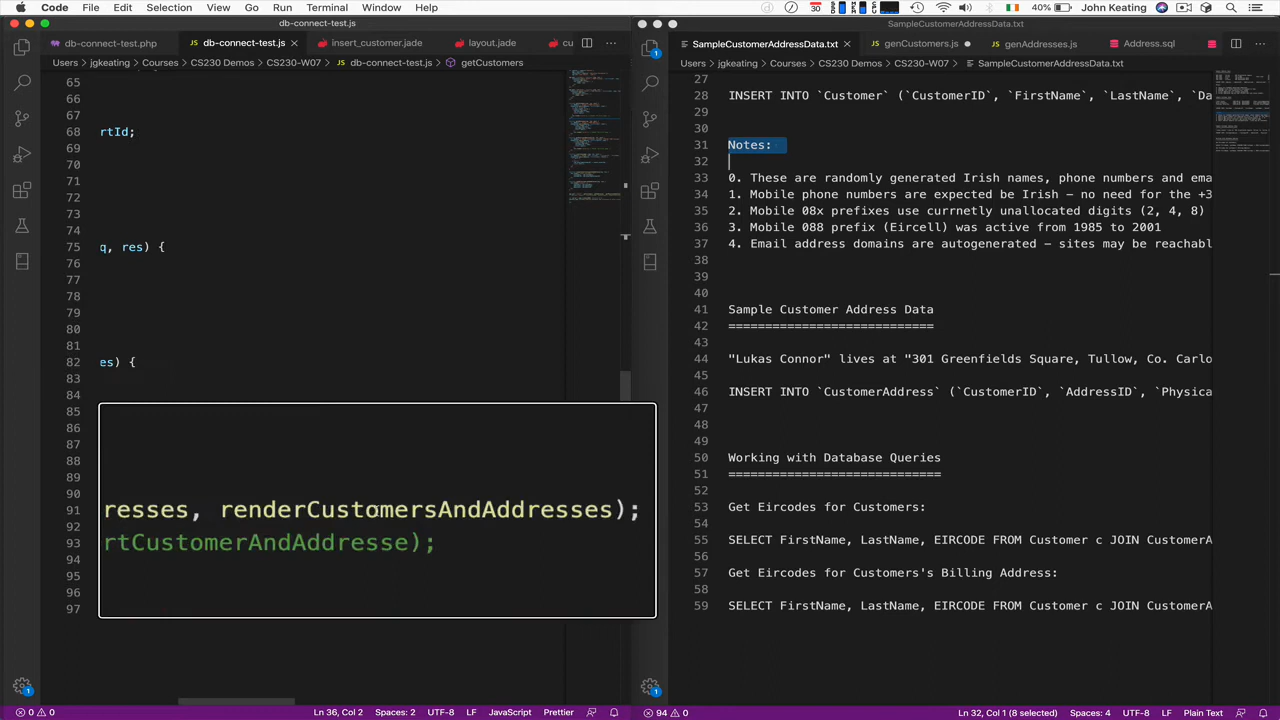 Code File Edit Selection View Go Run Terminal Window Help
30 40% John Keating
db-connect-test.js
db-connect-test.php db-connect-test.js insert_customer.jade layout.jade cu
Users > jgkeating > Courses > CS230 Demos > CS230-W07 > db-connect-test.js > getCustomers
65
66
67
68 rtId;
69
70
71
72
73
74
75 q, res) {
76
77
78
79
80
81
82 es) {
83
84
85
86
87
88
89
90
91 resses, renderCustomersAndAddresses);
92
93 rtCustomerAndAddresse);
94
95
96
97
1
0 0 Ln 36, Col 2 Spaces: 2 UTF-8 LF JavaScript Prettier
SampleCustomerAddressData.txt
1
SampleCustomerAddressData.txt genCustomers.js genAddresses.js Address.sql
Users > jgkeating > Courses > CS230 Demos > CS230-W07 > SampleCustomerAddressData.txt
27
28 INSERT INTO `Customer` (`CustomerID`, `FirstName`, `LastName`, `Da
29
30
31 Notes:
32
33 0. These are randomly generated Irish names, phone numbers and ema
34 1. Mobile phone numbers are expected be Irish – no need for the +3
35 2. Mobile 08x prefixes use currnetly unallocated digits (2, 4, 8)
36 3. Mobile 088 prefix (Eircell) was active from 1985 to 2001
37 4. Email address domains are autogenerated – sites may be reachabl
38
39
40
41 Sample Customer Address Data
42 ============================
43
44 "Lukas Connor" lives at "301 Greenfields Square, Tullow, Co. Carlo
45
46 INSERT INTO `CustomerAddress` (`CustomerID`, `AddressID`, `Physica
47
48
49
50 Working with Database Queries
51 =============================
52
53 Get Eircodes for Customers:
54
55 SELECT FirstName, LastName, EIRCODE FROM Customer c JOIN CustomerA
56
57 Get Eircodes for Customers's Billing Address:
58
59 SELECT FirstName, LastName, EIRCODE FROM Customer c JOIN CustomerA
1
94 0 Ln 32, Col 1 (8 selected) Spaces: 4 UTF-8 LF Plain Text